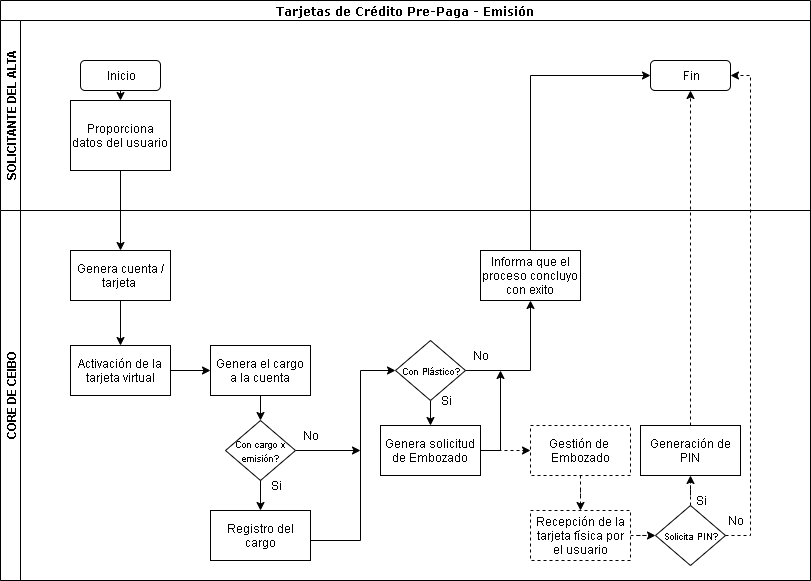 Tarjetas de Crédito Pre-Paga - Emisión
SOLICITANTE DEL ALTA
Inicio
Fin
Proporciona
datos del usuario
CORE DE CEIBO
Genera cuenta /
tarjeta
Informa que el
proceso concluyo
con exito
Activación de la
tarjeta virtual
Genera el cargo
a la cuenta
Con Plástico?
No
Si
Con cargo x
emisión?
No
Si
Genera solicitud
de Embozado
Gestión de
Embozado
Generación de
PIN
Registro del
cargo
Recepción de la
tarjeta física por
el usuario
Solicita PIN?
Si
No